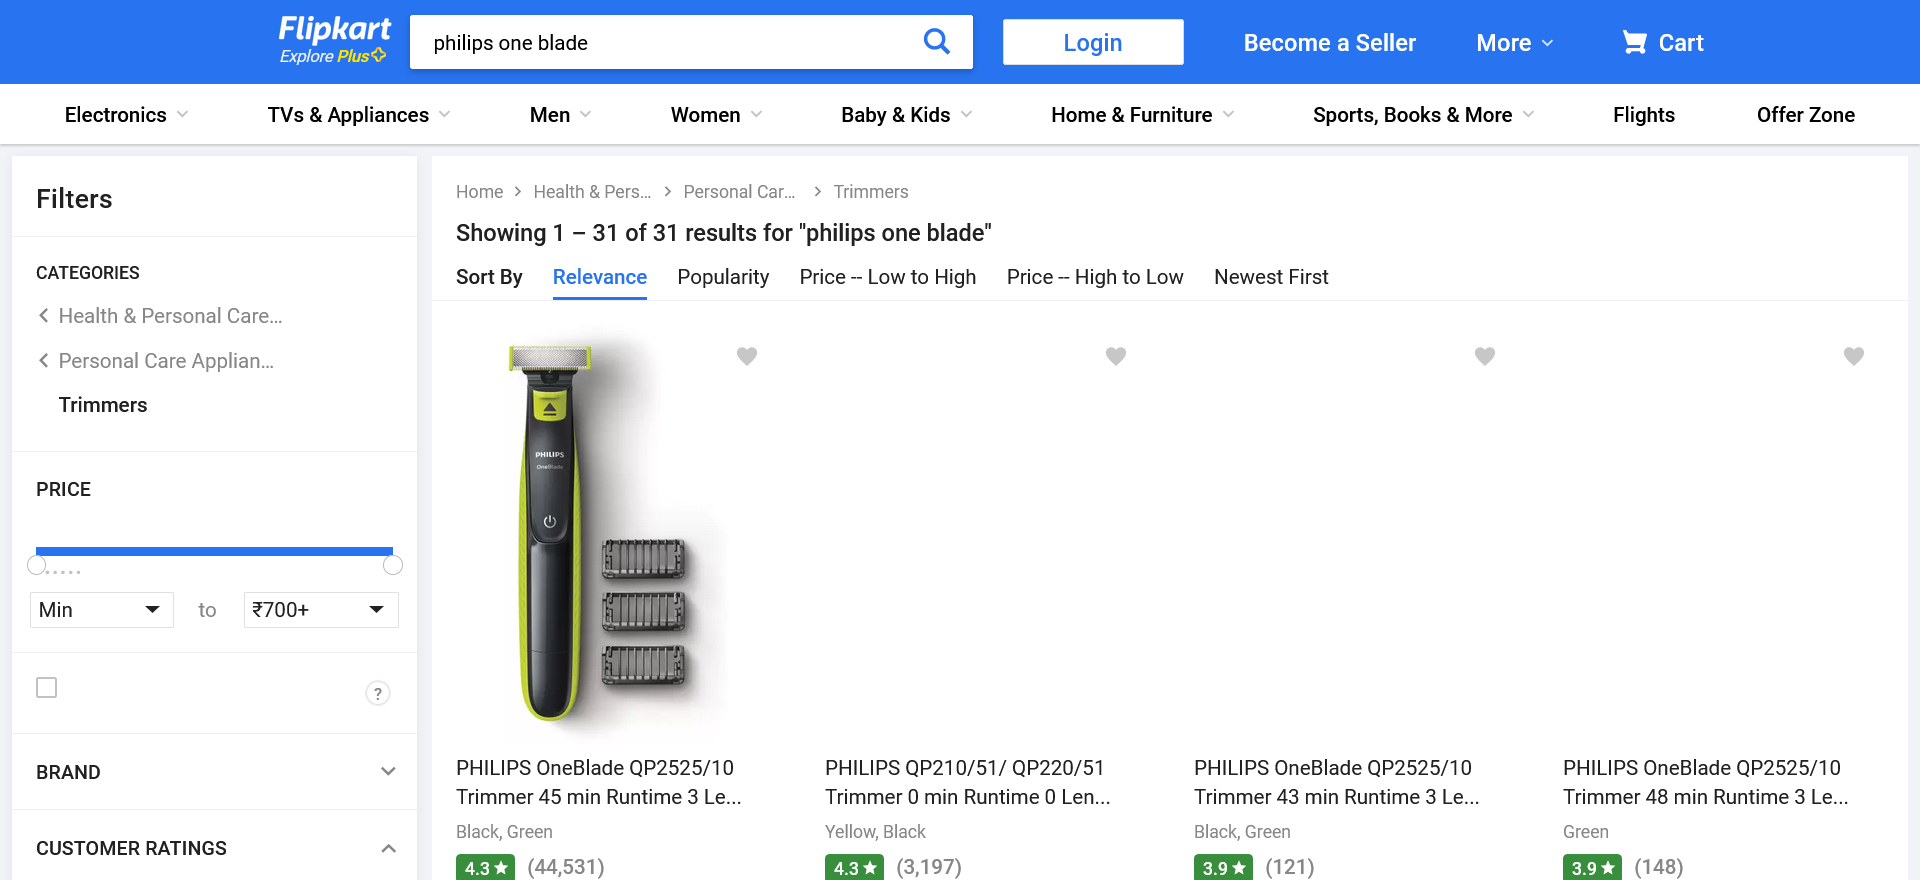 Flipkart
Explore Plus
philips one blade
Login
Become a Seller
More
Cart
Electronics
TVs & Appliances
Men
Women
Baby & Kids
Home & Furniture
Sports, Books & More
Flights
Offer Zone
Filters
CATEGORIES
Health & Personal Care...
Personal Care Applian...
Trimmers
PRICE
Min
to
₹700+
?
BRAND
CUSTOMER RATINGS
Home
Health & Pers...
Personal Car...
Trimmers
Showing 1 – 31 of 31 results for "philips one blade"
Sort By
Relevance
Popularity
Price -- Low to High
Price -- High to Low
Newest First
PHILIPS
OneBlade
PHILIPS OneBlade QP2525/10
Trimmer 45 min Runtime 3 Le...
Black, Green
4.3 ★ (44,531)
PHILIPS QP210/51/ QP220/51
Trimmer 0 min Runtime 0 Len...
Yellow, Black
4.3 ★ (3,197)
PHILIPS OneBlade QP2525/10
Trimmer 43 min Runtime 3 Le...
Black, Green
3.9 ★ (121)
PHILIPS OneBlade QP2525/10
Trimmer 48 min Runtime 3 Le...
Green
3.9 ★ (148)